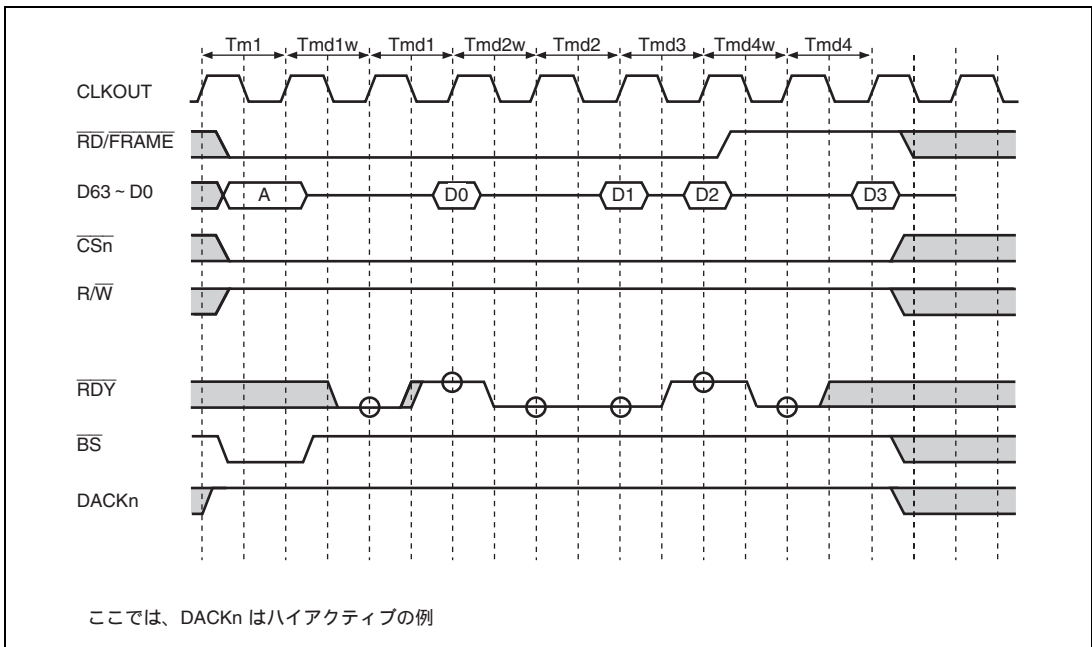 Tm1 Tmd1w Tmd1 Tmd2w Tmd2 Tmd3 Tmd4w Tmd4
CLKOUT
RD/FRAME
D63 ~ D0 A D0 D1 D2 D3
CSn
R/W
RDY
BS
DACKn
ここでは、DACKn はハイアクティブの例